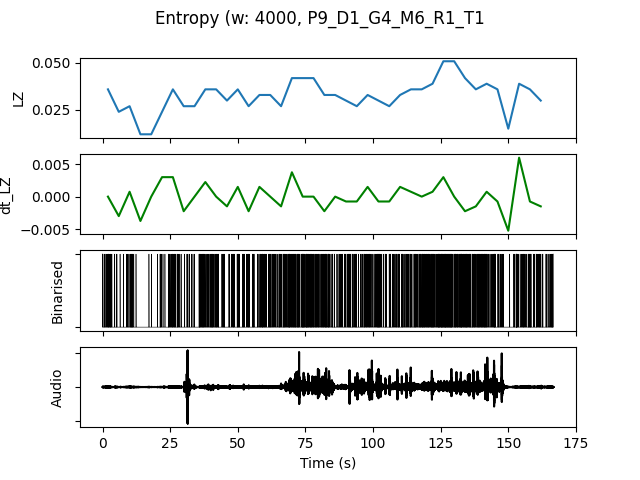 Entropy (w: 4000, P9_D1_G4_M6_R1_T1
0.050
0.025
LZ
0.005
0.000
−0.005
dt_LZ
Binarised
Audio
0 25 50 75 100 125 150 175
Time (s)